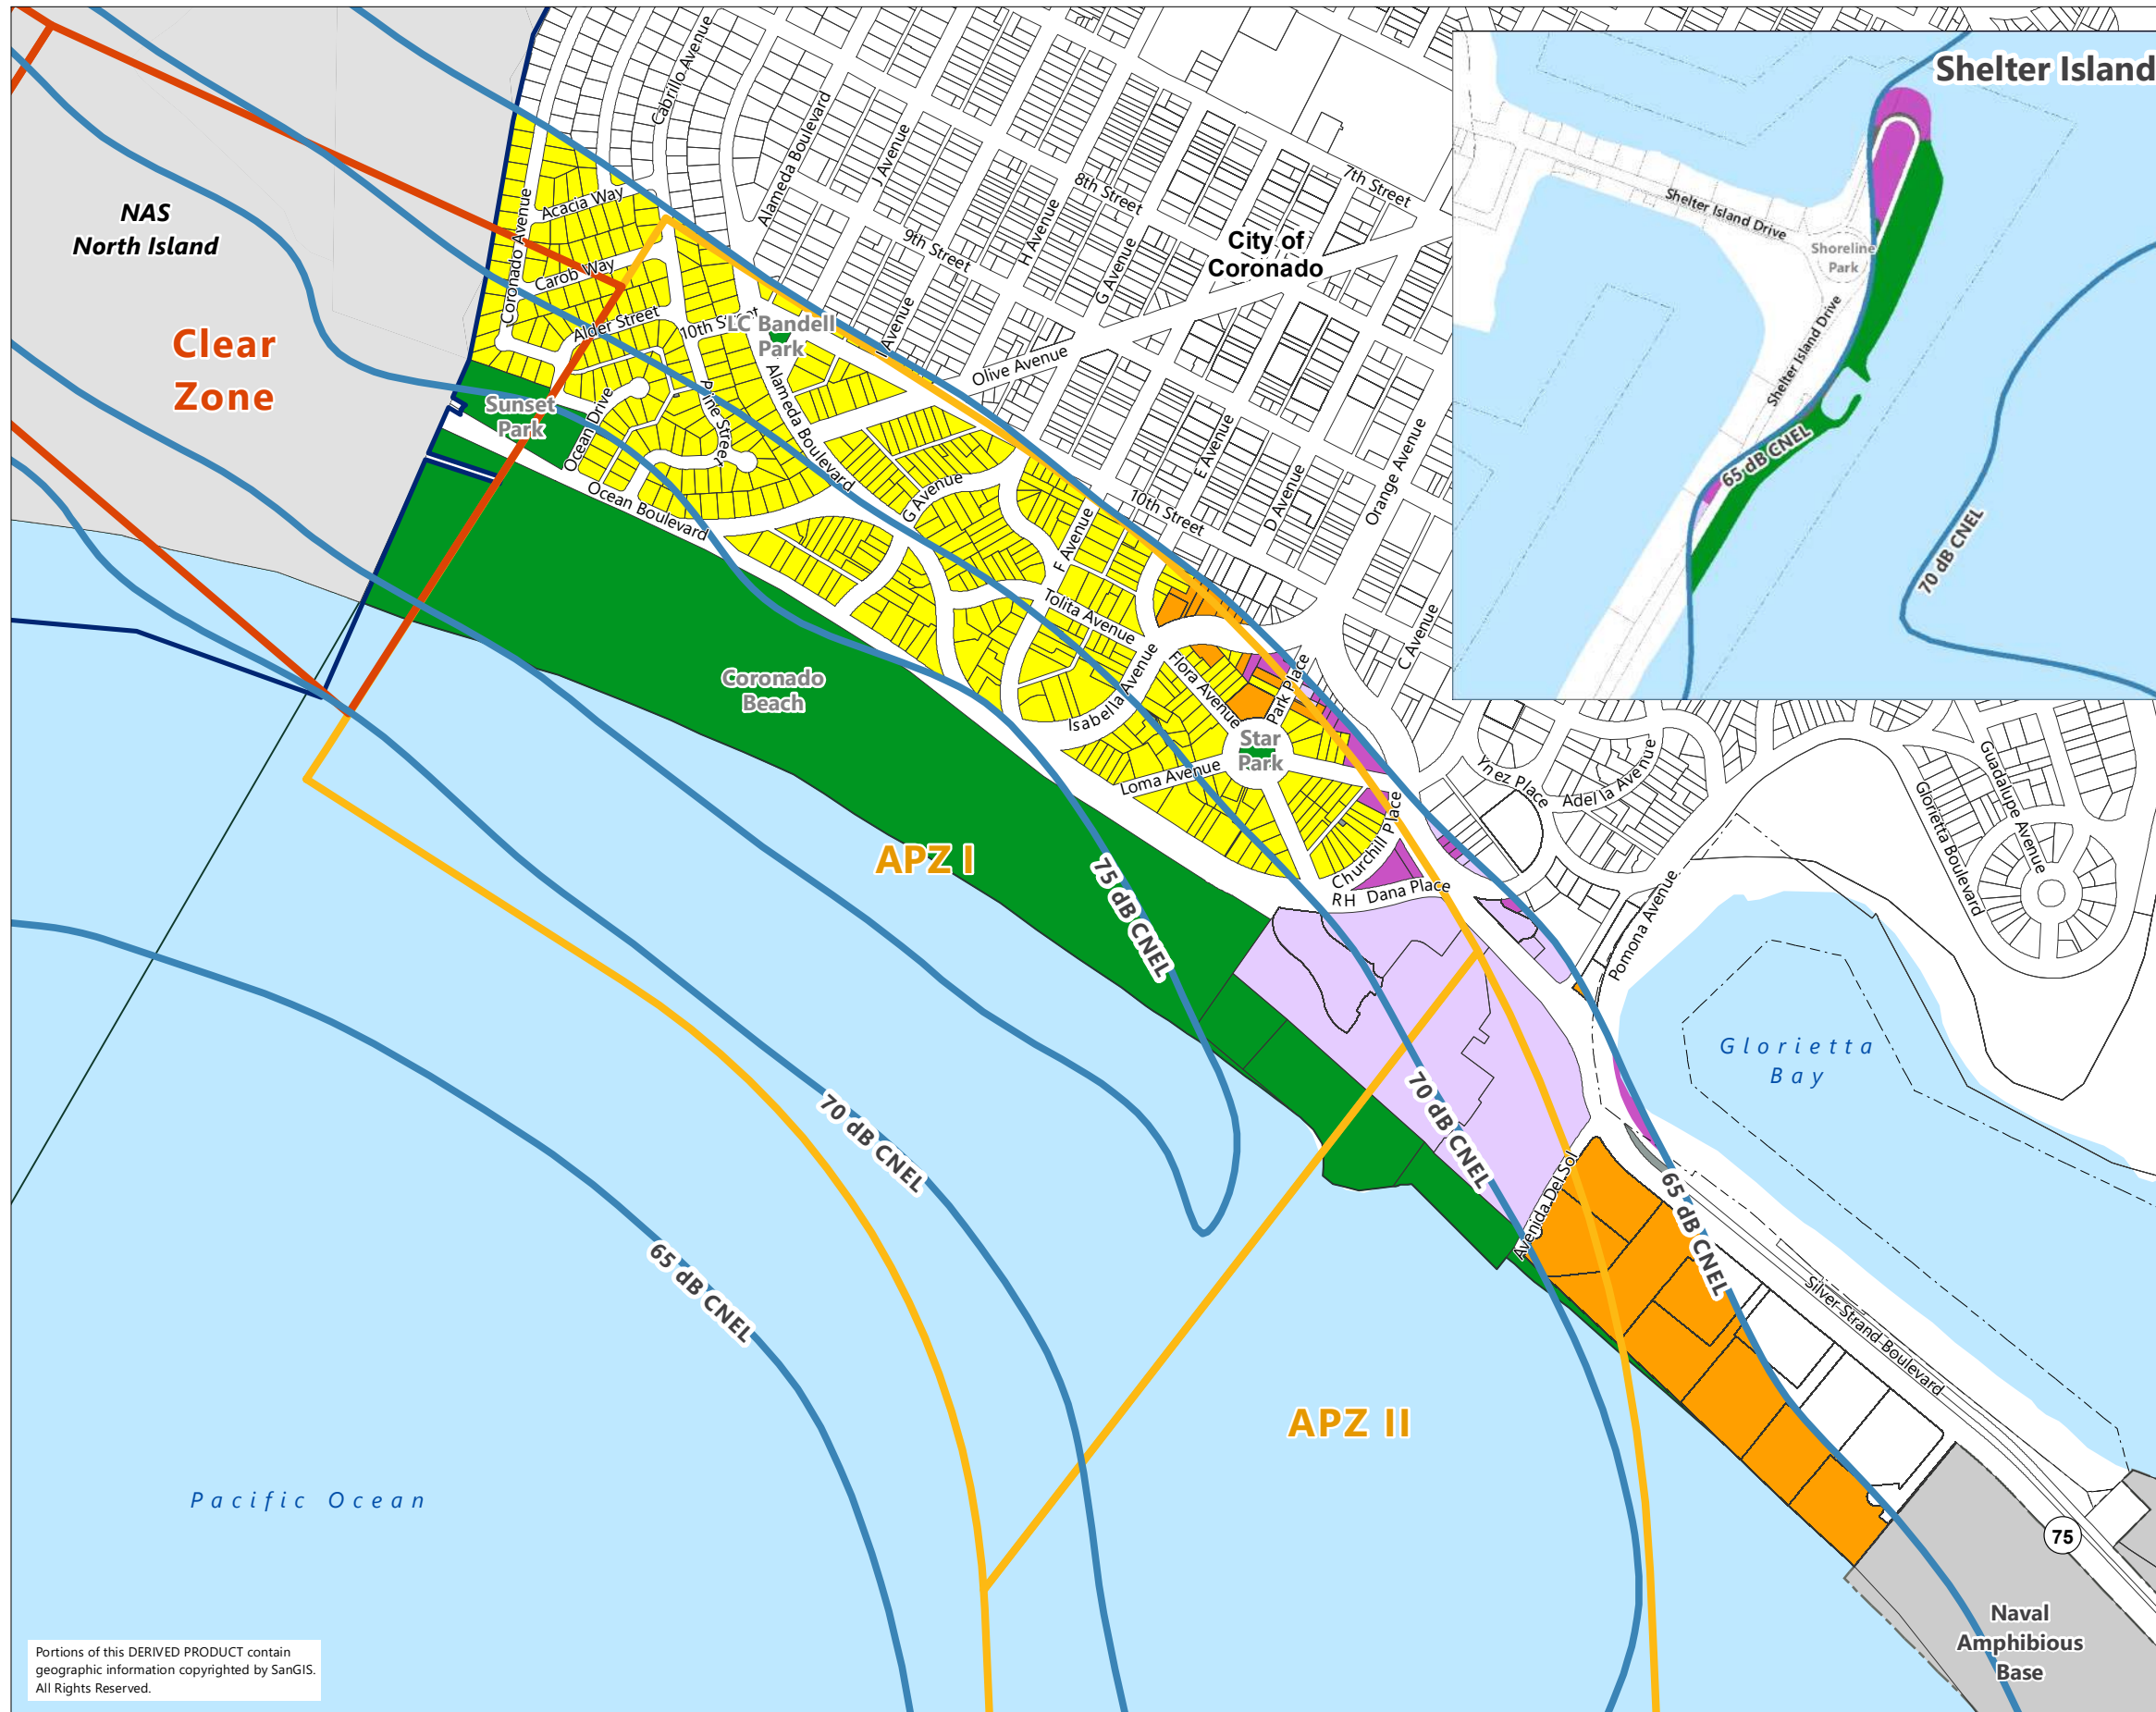 Shelter Island
Cabrillo Avenue
Alameda Boulevard
J Avenue
7th Street
8th Street
Acacia Way
Coronado Avenue
NAS
North Island
H Avenue
9th Street
G Avenue
City of
Coronado
Shelter Island Drive
Shoreline
Park
Carob Way
Alder Street
10th Street
LC Bandell
Park
I Avenue
Olive Avenue
Shelter Island Drive
Clear
Zone
Sunset
Park
Ocean Drive
Pine Street
Alameda Boulevard
E Avenue
D Avenue
Orange Avenue
65 dB CNEL
70 dB CNEL
Ocean Boulevard
G Avenue
10th Street
F Avenue
Tolita Avenue
C Avenue
Coronado
Beach
Isabella Avenue
Flora Avenue
Park Place
Star
Park
Loma Avenue
Ynez Place
Adella Avenue
Guadalupe Avenue
Glorietta Boulevard
Churchill Place
RH Dana Place
APZ I
75 dB CNEL
Pomona Avenue
Glorietta
Bay
70 dB CNEL
70 dB CNEL
Avenida Del Sol
65 dB CNEL
65 dB CNEL
Silver Strand Boulevard
APZ II
Pacific Ocean
75
Naval
Amphibious
Base
Portions of this DERIVED PRODUCT contain
geographic information copyrighted by SanGIS.
All Rights Reserved.